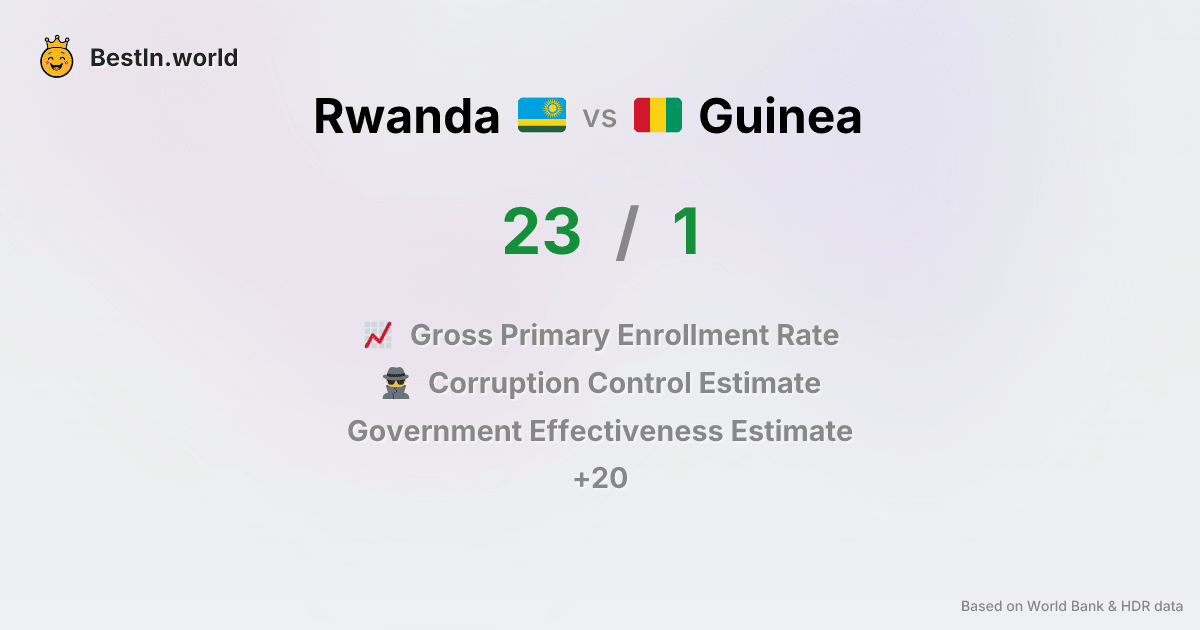 BestIn.world
Rwanda vs Guinea
23 / 1
Gross Primary Enrollment Rate
Corruption Control Estimate
Government Effectiveness Estimate
+20
Based on World Bank & HDR data